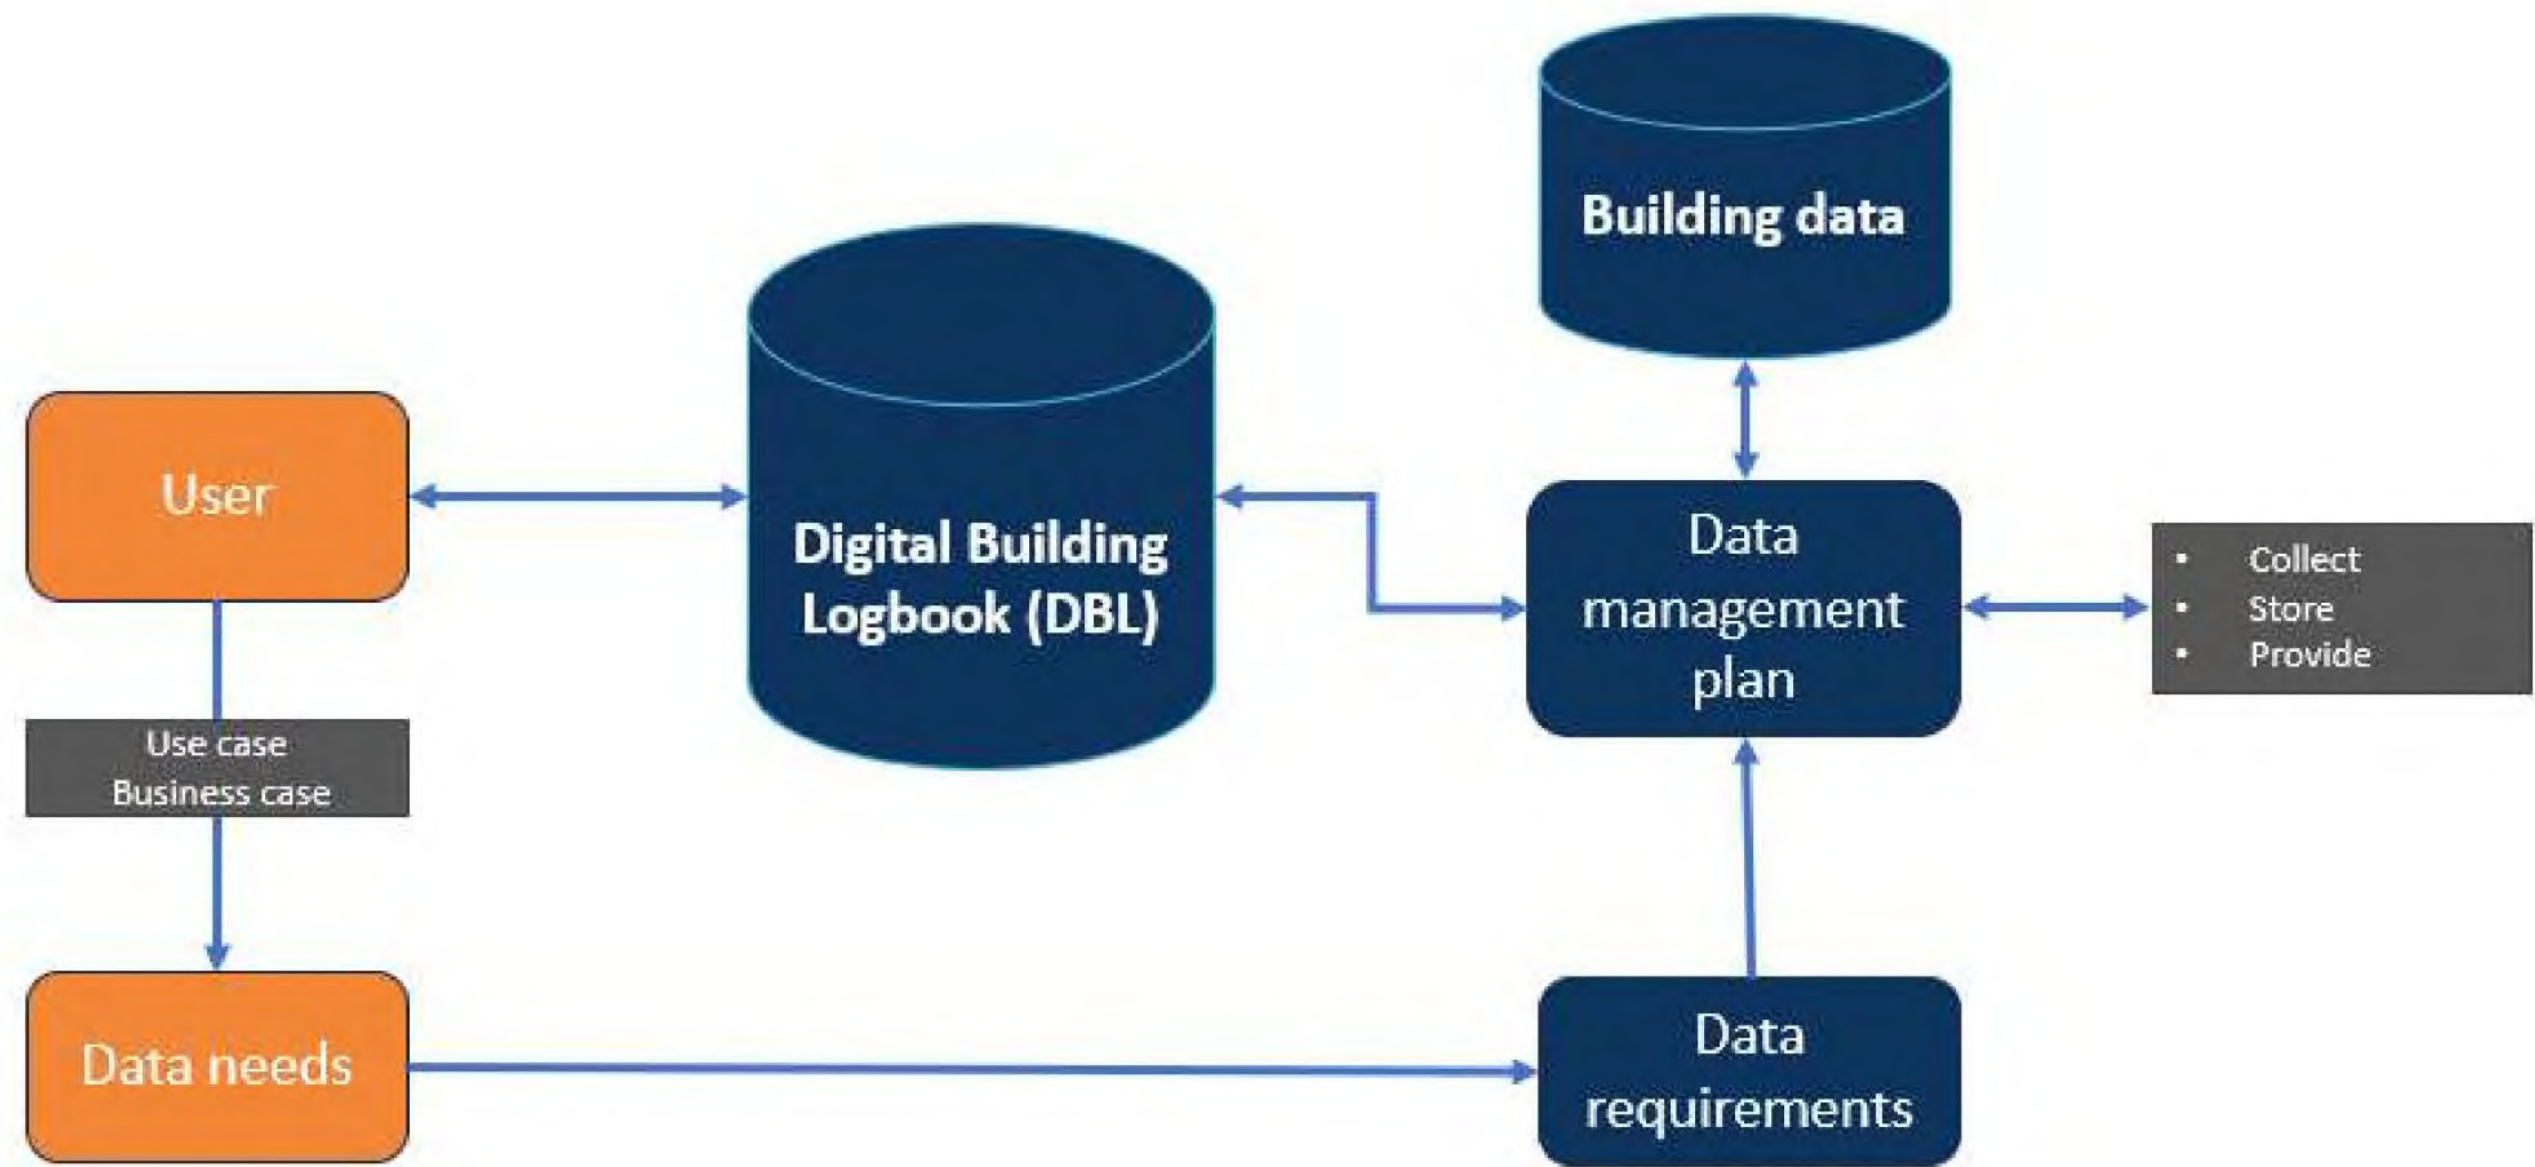 Building data
User
Digital Building
Logbook (DBL)
Data
management
plan
• Collect
• Store
• Provide
Use case
Business case
Data needs
Data
requirements